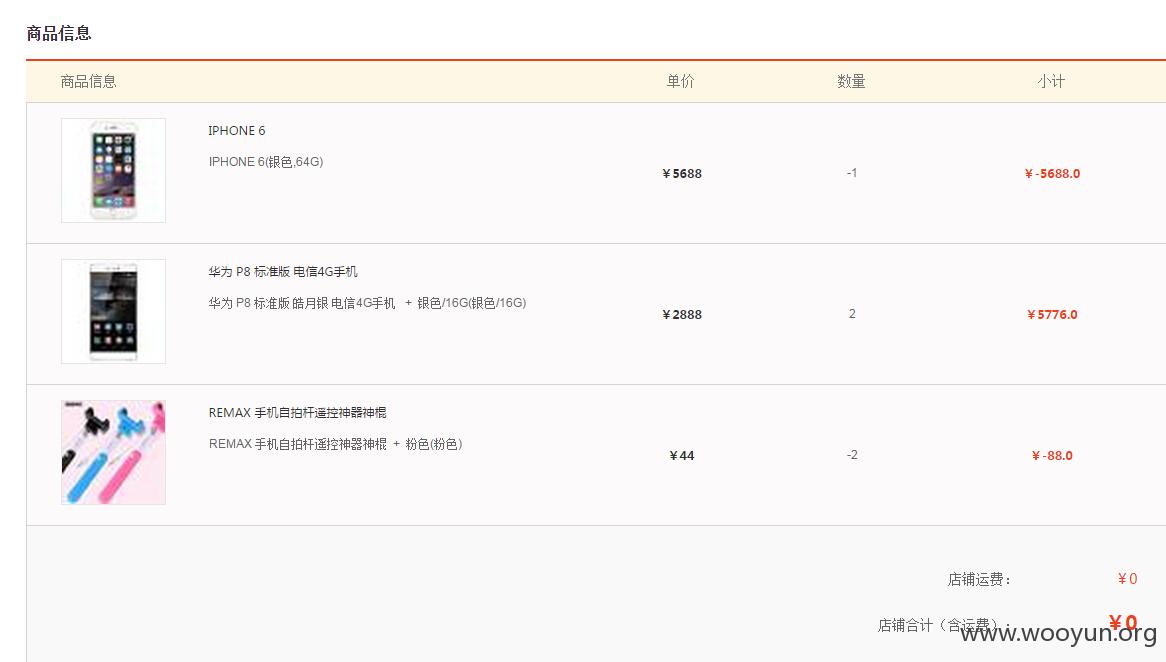 商品信息
商品信息 单价 数量 小计
IPHONE 6
IPHONE 6(银色,64G)
￥5688 -1 ￥-5688.0
华为 P8 标准版 电信4G手机
华为 P8 标准版 皓月银 电信4G手机 + 银色/16G(银色/16G)
￥2888 2 ￥5776.0
REMAX 手机自拍杆遥控神器神棍
REMAX 手机自拍杆遥控神器神棍 + 粉色(粉色)
￥44 -2 ￥-88.0
店铺运费： ￥0
店铺合计（含运费）： ￥0
www.wooyun.org